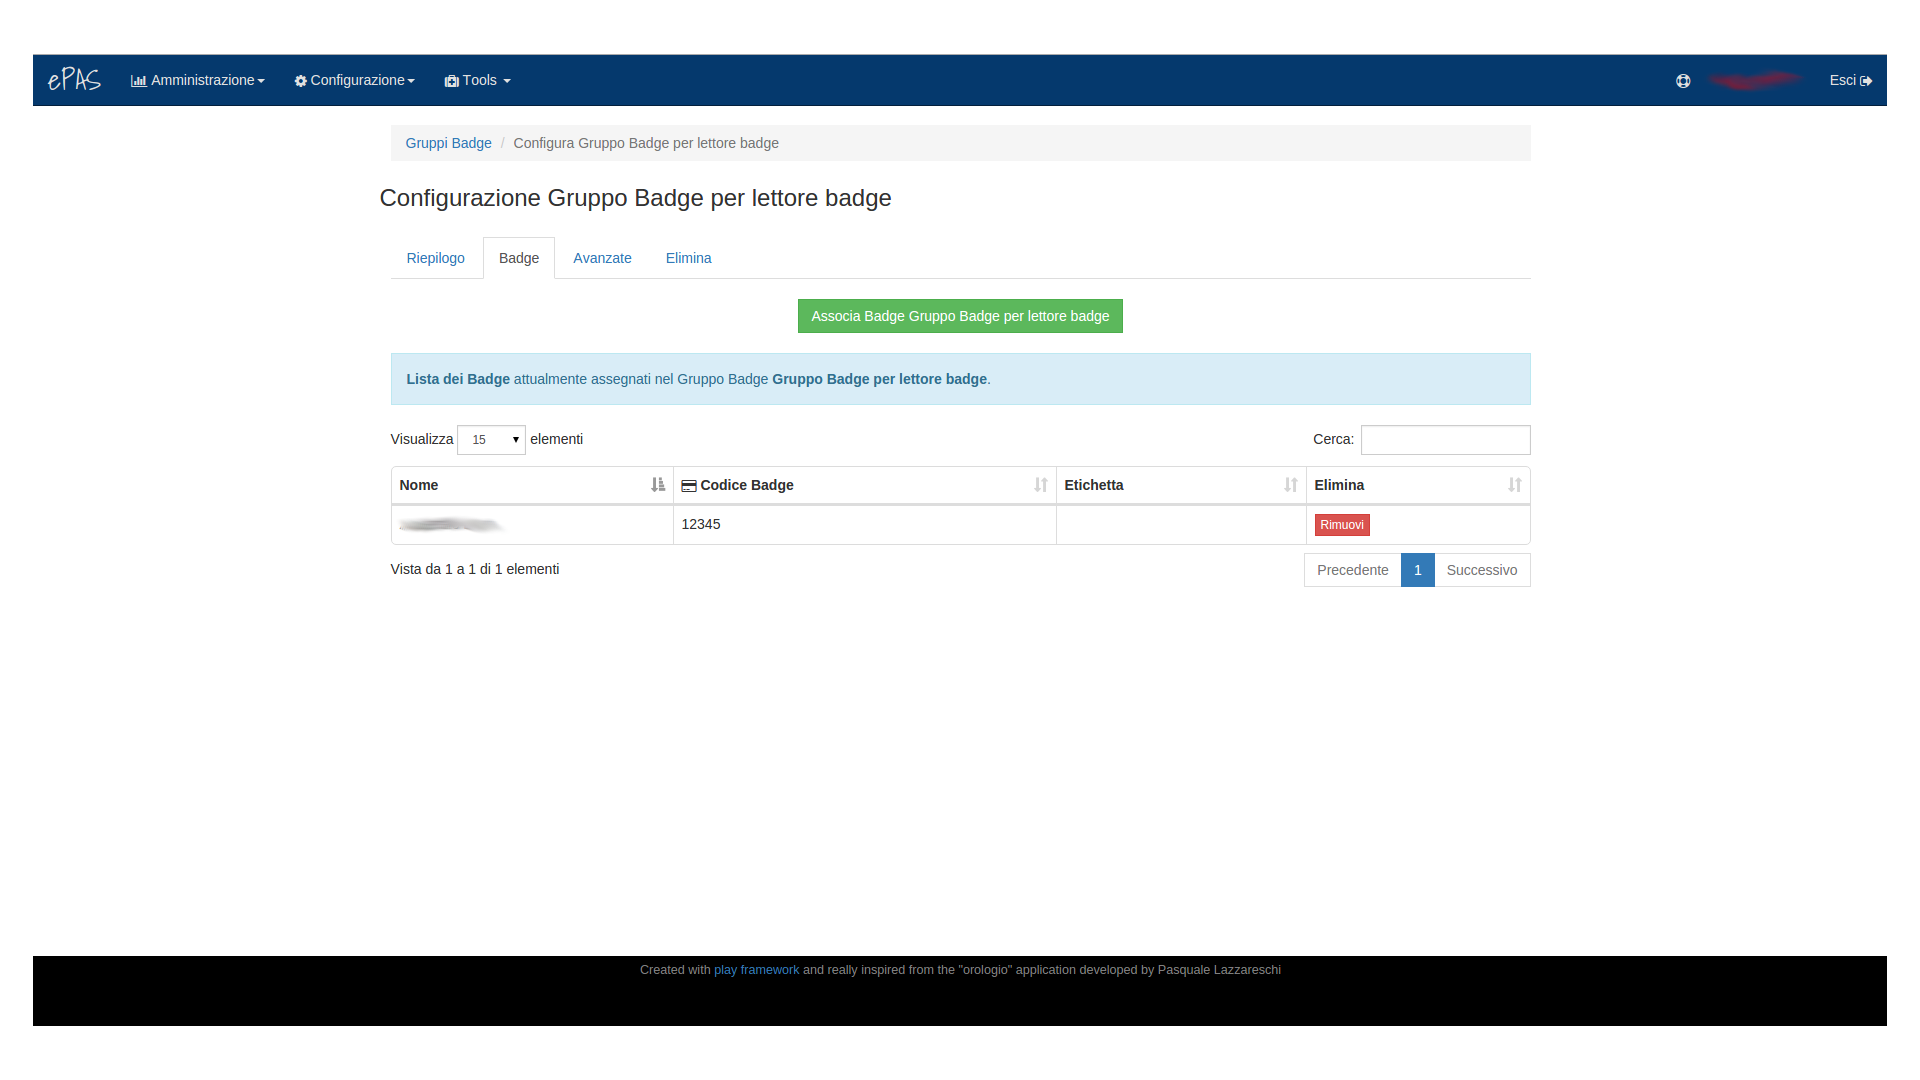 ePAS Amministrazione Configurazione Tools Esci
Gruppi Badge / Configura Gruppo Badge per lettore badge
Configurazione Gruppo Badge per lettore badge
Riepilogo Badge Avanzate Elimina
Associa Badge Gruppo Badge per lettore badge
Lista dei Badge attualmente assegnati nel Gruppo Badge Gruppo Badge per lettore badge.
Visualizza 15 elementi Cerca:
Nome Codice Badge Etichetta Elimina
12345 Rimuovi
Vista da 1 a 1 di 1 elementi Precedente 1 Successivo
Created with play framework and really inspired from the "orologio" application developed by Pasquale Lazzareschi